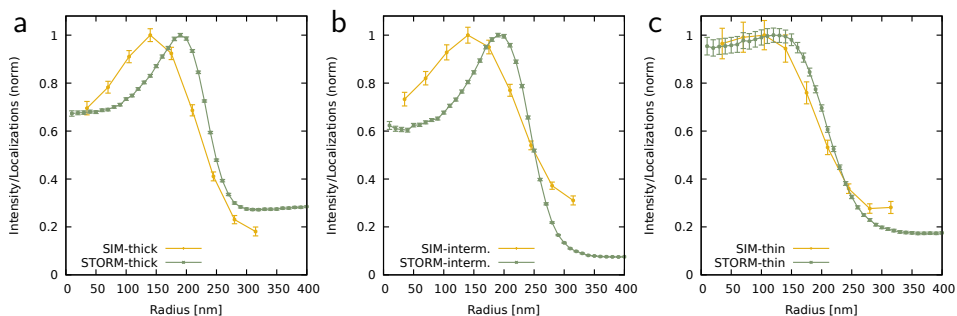 a
Intensity/Localizations (norm)
1
0.8
0.6
0.4
0.2
0
SIM-thick
STORM-thick
0 50 100 150 200 250 300 350 400
Radius [nm]
b
Intensity/Localizations (norm)
1
0.8
0.6
0.4
0.2
0
SIM-interm.
STORM-interm.
0 50 100 150 200 250 300 350 400
Radius [nm]
c
Intensity/Localizations (norm)
1
0.8
0.6
0.4
0.2
0
SIM-thin
STORM-thin
0 50 100 150 200 250 300 350 400
Radius [nm]